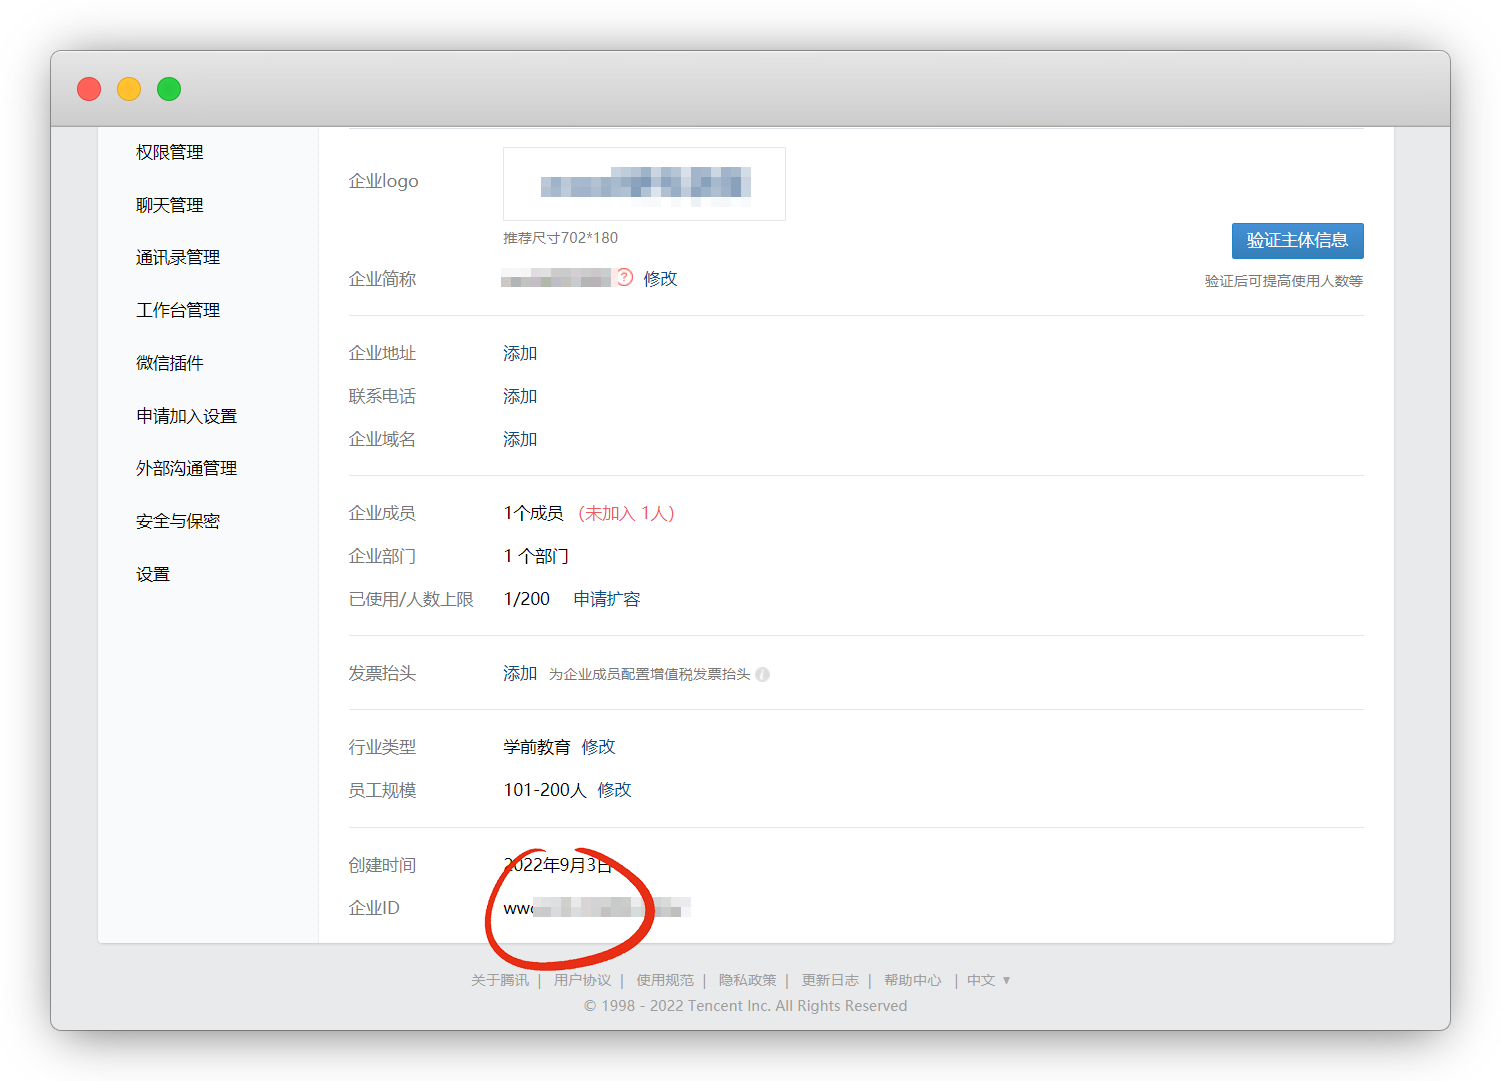 权限管理
聊天管理
通讯录管理
工作台管理
微信插件
申请加入设置
外部沟通管理
安全与保密
设置
企业logo
推荐尺寸702*180
验证主体信息
企业简称 ? 修改
验证后可提高使用人数等
企业地址 添加
联系电话 添加
企业域名 添加
企业成员 1个成员 (未加入 1人)
企业部门 1 个部门
已使用/人数上限 1/200 申请扩容
发票抬头 添加 为企业成员配置增值税发票抬头 i
行业类型 学前教育 修改
员工规模 101-200人 修改
创建时间 2022年9月3日
企业ID
关于腾讯 | 用户协议 | 使用规范 | 隐私政策 | 更新日志 | 帮助中心 | 中文 ▼
© 1998 - 2022 Tencent Inc. All Rights Reserved